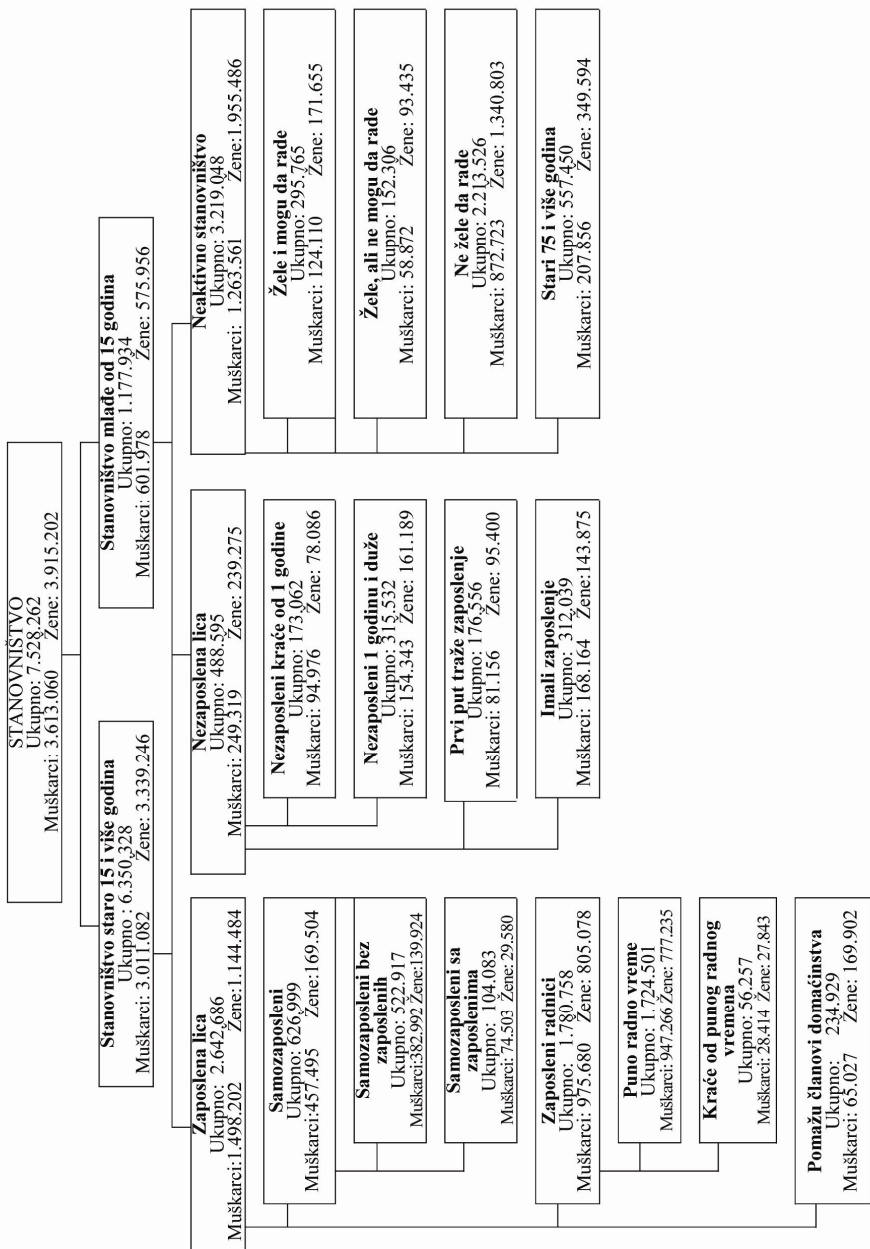 STANOVNIŠTVO
Ukupno: 7.528.262
Muškarci: 3.613.060 Žene: 3.915.202
Stanovništvo staro 15 i više godina
Ukupno : 6.350.328
Muškarci: 3.011.082 Žene: 3.339.246
Stanovništvo mlađe od 15 godina
Ukupno: 1.177.934
Muškarci: 601.978 Žene: 575.956
Zaposlena lica
Ukupno: 2.642.686
Muškarci:1.498.202 Žene:1.144.484
Samozaposleni
Ukupno: 626.999
Muškarci:457.495 Žene:169.504
Samozaposleni bez
zaposlenih
Ukupno: 522.917
Muškarci:382.992 Žene:139.924
Samozaposleni sa
zaposlenima
Ukupno: 104.083
Muškarci: 74.503 Žene: 29.580
Zaposleni radnici
Ukupno: 1.780.758
Muškarci: 975.680 Žene: 805.078
Puno radno vreme
Ukupno: 1.724.501
Muškarci: 947.266 Žene: 777.235
Kraće od punog radnog
vremena
Ukupno: 56.257
Muškarci: 28.414 Žene: 27.843
Pomažu članovi domaćinstva
Ukupno: 234.929
Muškarci: 65.027 Žene: 169.902
Nezaposlena lica
Ukupno: 488.595
Muškarci: 249.319 Žene: 239.275
Nezaposleni kraće od 1 godine
Ukupno: 173.062
Muškarci: 94.976 Žene: 78.086
Nezaposleni 1 godinu i duže
Ukupno: 315.532
Muškarci: 154.343 Žene: 161.189
Prvi put traže zaposlenje
Ukupno: 176.556
Muškarci: 81.156 Žene: 95.400
Imali zaposlenje
Ukupno: 312.039
Muškarci: 168.164 Žene:143.875
Neaktivno stanovništvo
Ukupno: 3.219.048
Muškarci: 1.263.561 Žene:1.955.486
Žele i mogu da rade
Ukupno: 295.765
Muškarci: 124.110 Žene: 171.655
Žele, ali ne mogu da rade
Ukupno: 152.306
Muškarci: 58.872 Žene: 93.435
Ne žele da rade
Ukupno: 2.213.526
Muškarci: 872.723 Žene: 1.340.803
Stari 75 i više godina
Ukupno: 557.450
Muškarci: 207.856 Žene: 349.594